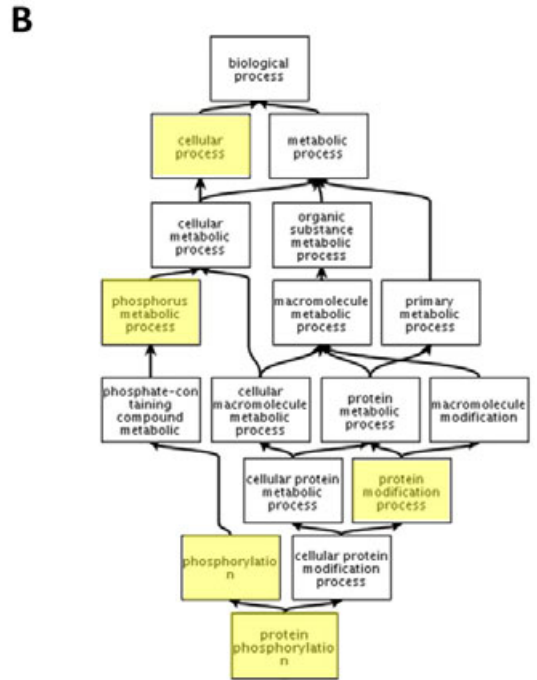 B
biological
process
cellular
process
metabolic
process
cellular
metabolic
process
organic
substance
metabolic
process
phosphorus
metabolic
process
macromolecule
metabolic
process
primary
metabolic
process
phosphate-con
taining
compound
metabolic
cellular
macromolecule
metabolic
process
protein
metabolic
process
macromolecule
modification
cellular protein
metabolic
process
protein
modification
process
phosphorylatio
n
cellular protein
modification
process
protein
phosphorylatio
n